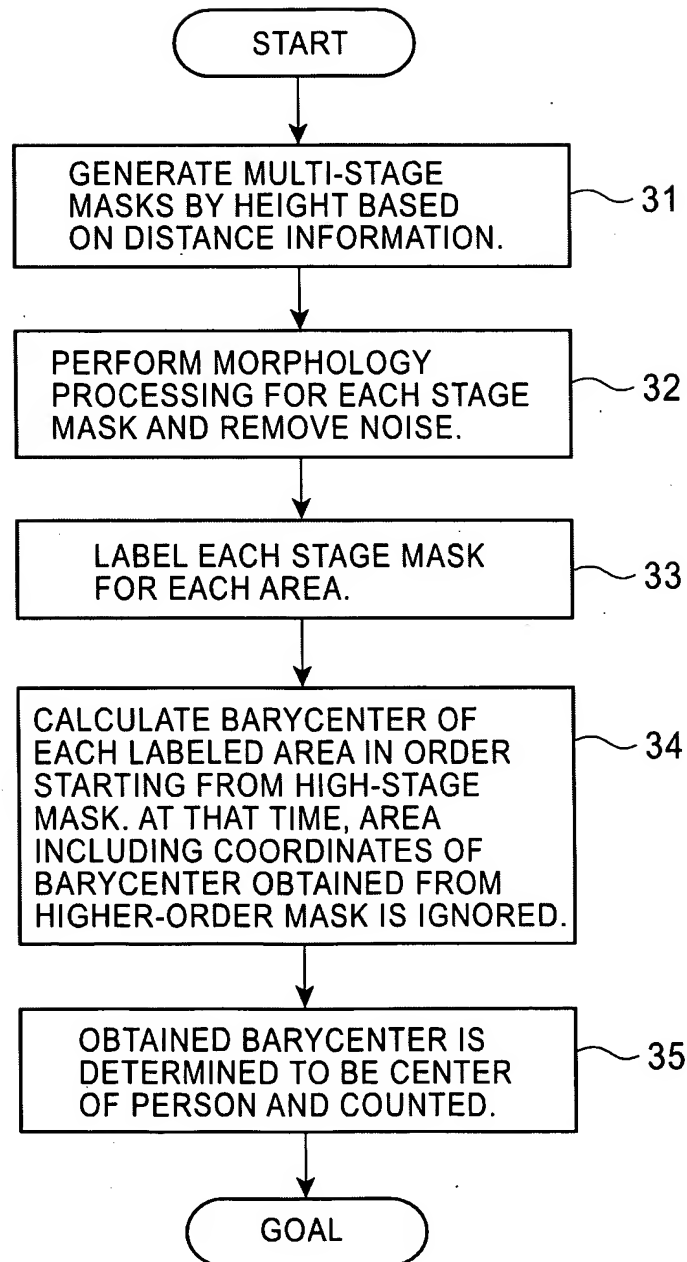 START
GENERATE MULTI-STAGE
MASKS BY HEIGHT BASED
ON DISTANCE INFORMATION.
31
PERFORM MORPHOLOGY
PROCESSING FOR EACH STAGE
MASK AND REMOVE NOISE.
32
LABEL EACH STAGE MASK
FOR EACH AREA.
33
CALCULATE BARYCENTER OF
EACH LABELED AREA IN ORDER
STARTING FROM HIGH-STAGE
MASK. AT THAT TIME, AREA
INCLUDING COORDINATES OF
BARYCENTER OBTAINED FROM
HIGHER-ORDER MASK IS IGNORED.
34
OBTAINED BARYCENTER IS
DETERMINED TO BE CENTER
OF PERSON AND COUNTED.
35
GOAL